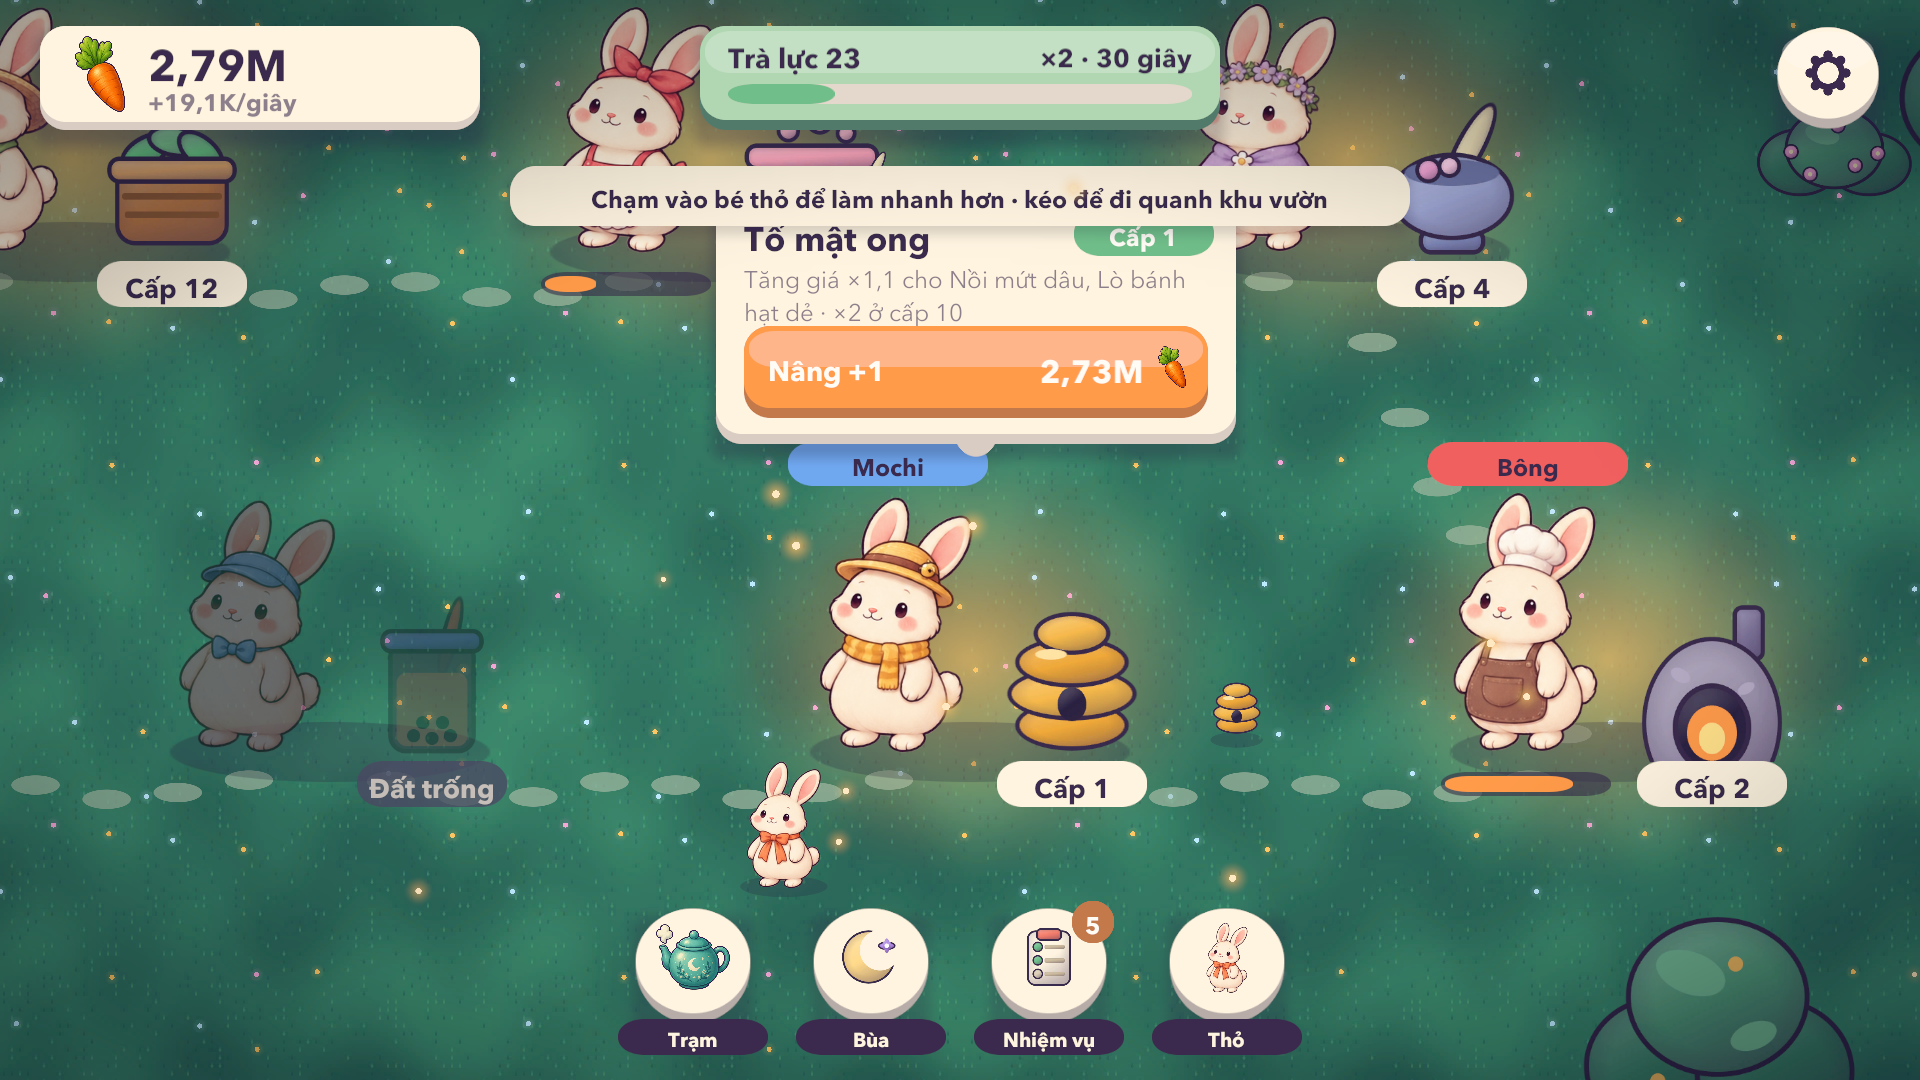 2,79M
+19,1K/giây
Trà lực 23
×2 · 30 giây
Chạm vào bé thỏ để làm nhanh hơn · kéo để đi quanh khu vườn
Tổ mật ong
Cấp 1
Tăng giá ×1,1 cho Nồi mứt dâu, Lò bánh
hạt dẻ · ×2 ở cấp 10
Nâng +1
2,73M
Cấp 12
Cấp 4
Mochi
Bông
Đất trống
Cấp 1
Cấp 2
5
Trạm
Bùa
Nhiệm vụ
Thỏ